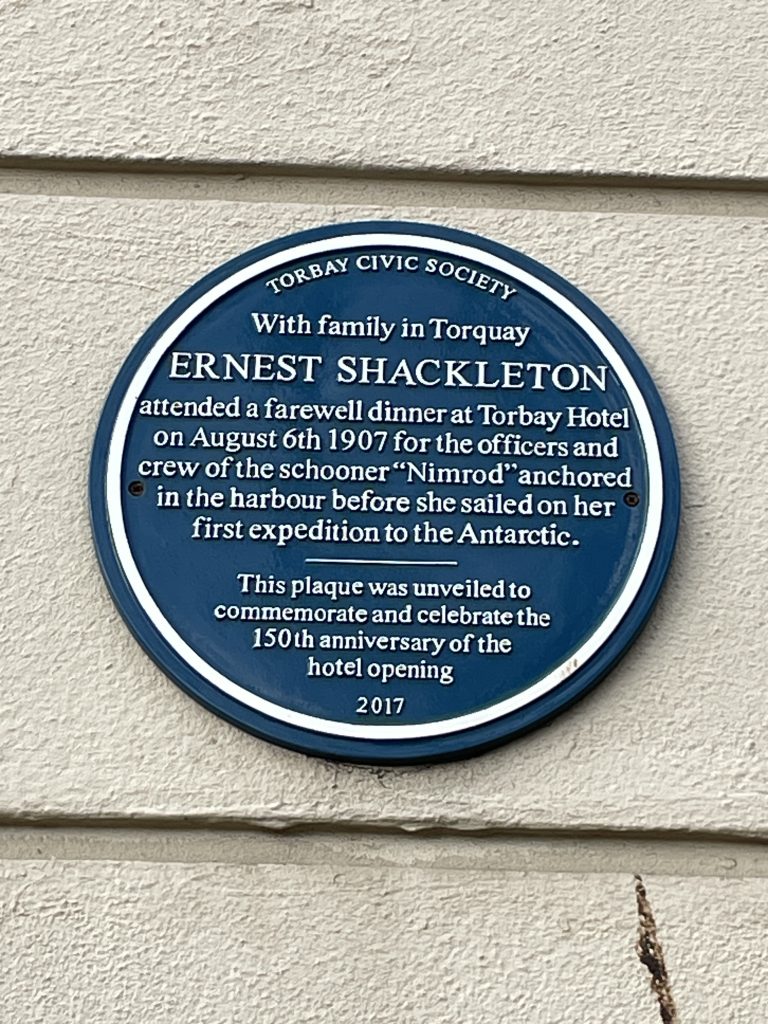 TORBAY CIVIC SOCIETY
With family in Torquay
ERNEST SHACKLETON
attended a farewell dinner at Torbay Hotel
on August 6th 1907 for the officers and
crew of the schooner "Nimrod" anchored
in the harbour before she sailed on her
first expedition to the Antarctic.
This plaque was unveiled to
commemorate and celebrate the
150th anniversary of the
hotel opening
2017